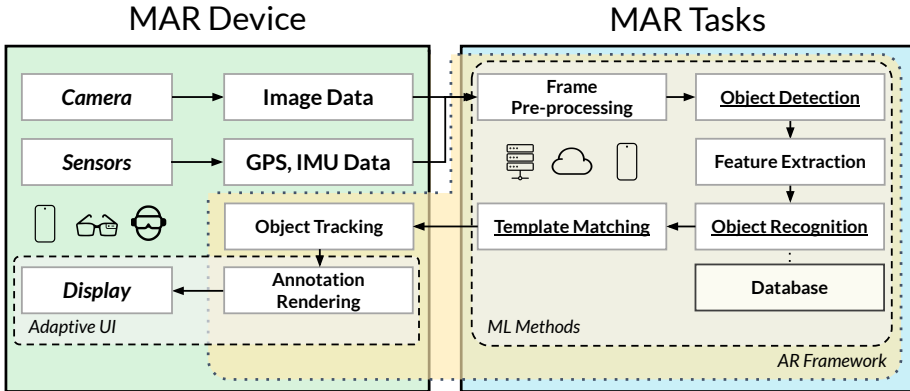 MAR Device
MAR Tasks
Camera
Image Data
Frame
Pre-processing
Object Detection
Sensors
GPS, IMU Data
Feature Extraction
Object Tracking
Template Matching
Object Recognition
Display
Annotation
Rendering
Database
Adaptive UI
ML Methods
AR Framework